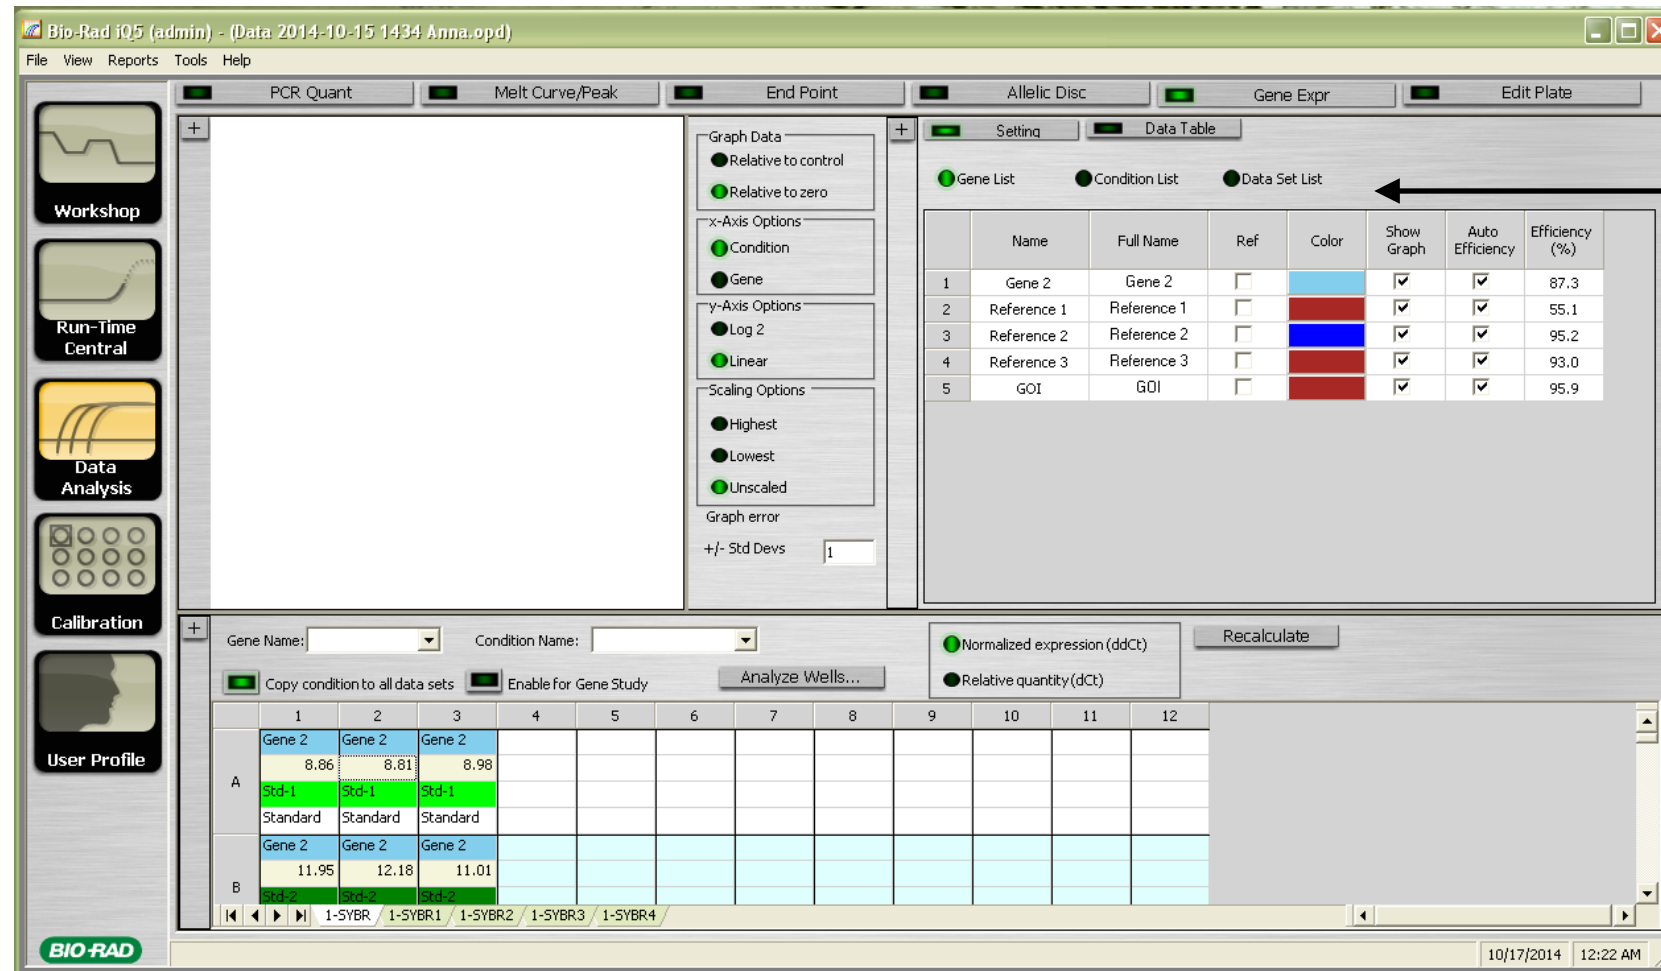 Bio-Rad iQ5 (admin) - (Data 2014-10-15 1434 Anna.opd)
File View Reports Tools Help
PCR Quant Melt Curve/Peak End Point Allelic Disc Gene Expr Edit Plate
Workshop
Run-Time
Central
Data
Analysis
Calibration
User Profile
BIO-RAD
+
Graph Data
Relative to control
Relative to zero
x-Axis Options
Condition
Gene
y-Axis Options
Log 2
Linear
Scaling Options
Highest
Lowest
Unscaled
Graph error
+/- Std Devs 1
+
Setting Data Table
Gene List Condition List Data Set List
Name Full Name Ref Color Show Graph Auto Efficiency Efficiency (%)
1 Gene 2 Gene 2 87.3
2 Reference 1 Reference 1 55.1
3 Reference 2 Reference 2 95.2
4 Reference 3 Reference 3 93.0
5 GOI GOI 95.9
+
Gene Name: Condition Name:
Copy condition to all data sets Enable for Gene Study Analyze Wells...
Normalized expression (ddCt)
Relative quantity (dCt)
Recalculate
1 2 3 4 5 6 7 8 9 10 11 12
A
Gene 2 Gene 2 Gene 2
8.86 8.81 8.98
Std-1 Std-1 Std-1
Standard Standard Standard
B
Gene 2 Gene 2 Gene 2
11.95 12.18 11.01
Std-2 Std-2 Std-2
1-SYBR 1-SYBR1 1-SYBR2 1-SYBR3 1-SYBR4
10/17/2014 12:22 AM